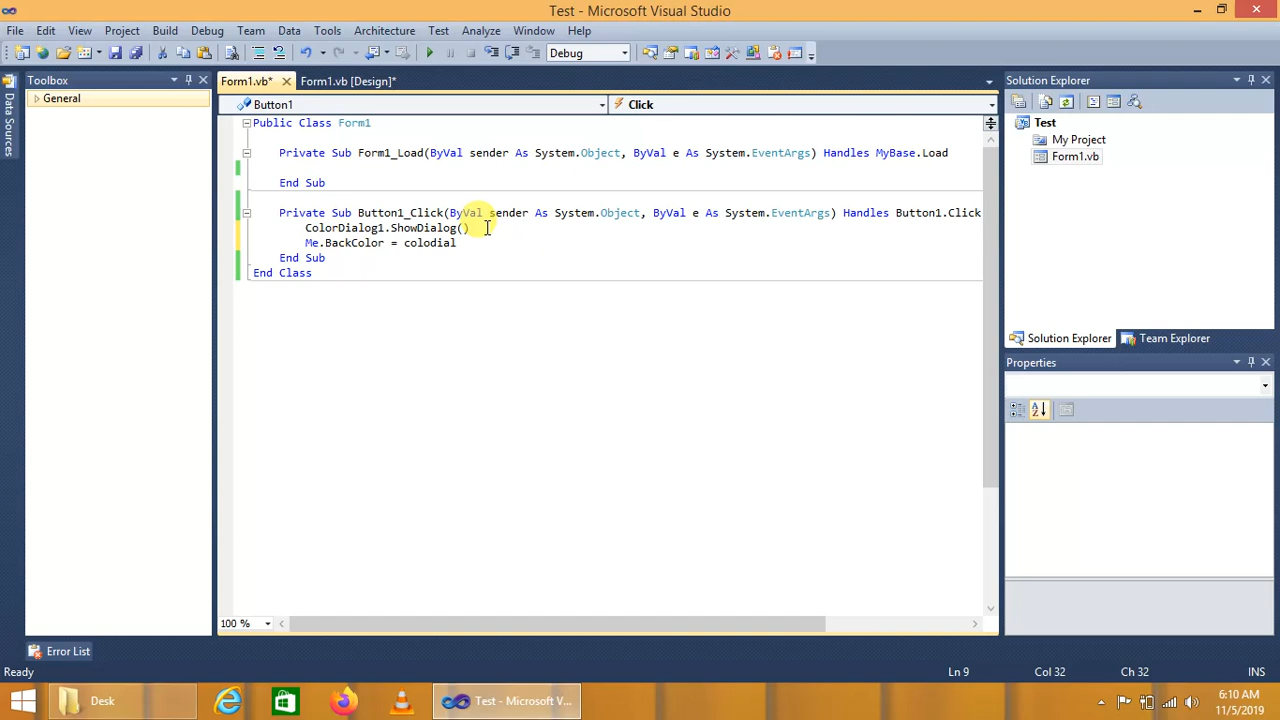 Test - Microsoft Visual Studio
File Edit View Project Build Debug Team Data Tools Architecture Test Analyze Window Help
Debug
Toolbox
Form1.vb*
Form1.vb [Design]*
Solution Explorer
General
Data Sources
Button1
Click
Public Class Form1
Private Sub Form1_Load(ByVal sender As System.Object, ByVal e As System.EventArgs) Handles MyBase.Load
End Sub
Private Sub Button1_Click(ByVal sender As System.Object, ByVal e As System.EventArgs) Handles Button1.Click
ColorDialog1.ShowDialog()
Me.BackColor = colodial
End Sub
End Class
Test
My Project
Form1.vb
Solution Explorer
Team Explorer
Properties
100 %
Error List
Ready
Ln 9
Col 32
Ch 32
INS
Desk
Test - Microsoft V...
6:10 AM
11/5/2019